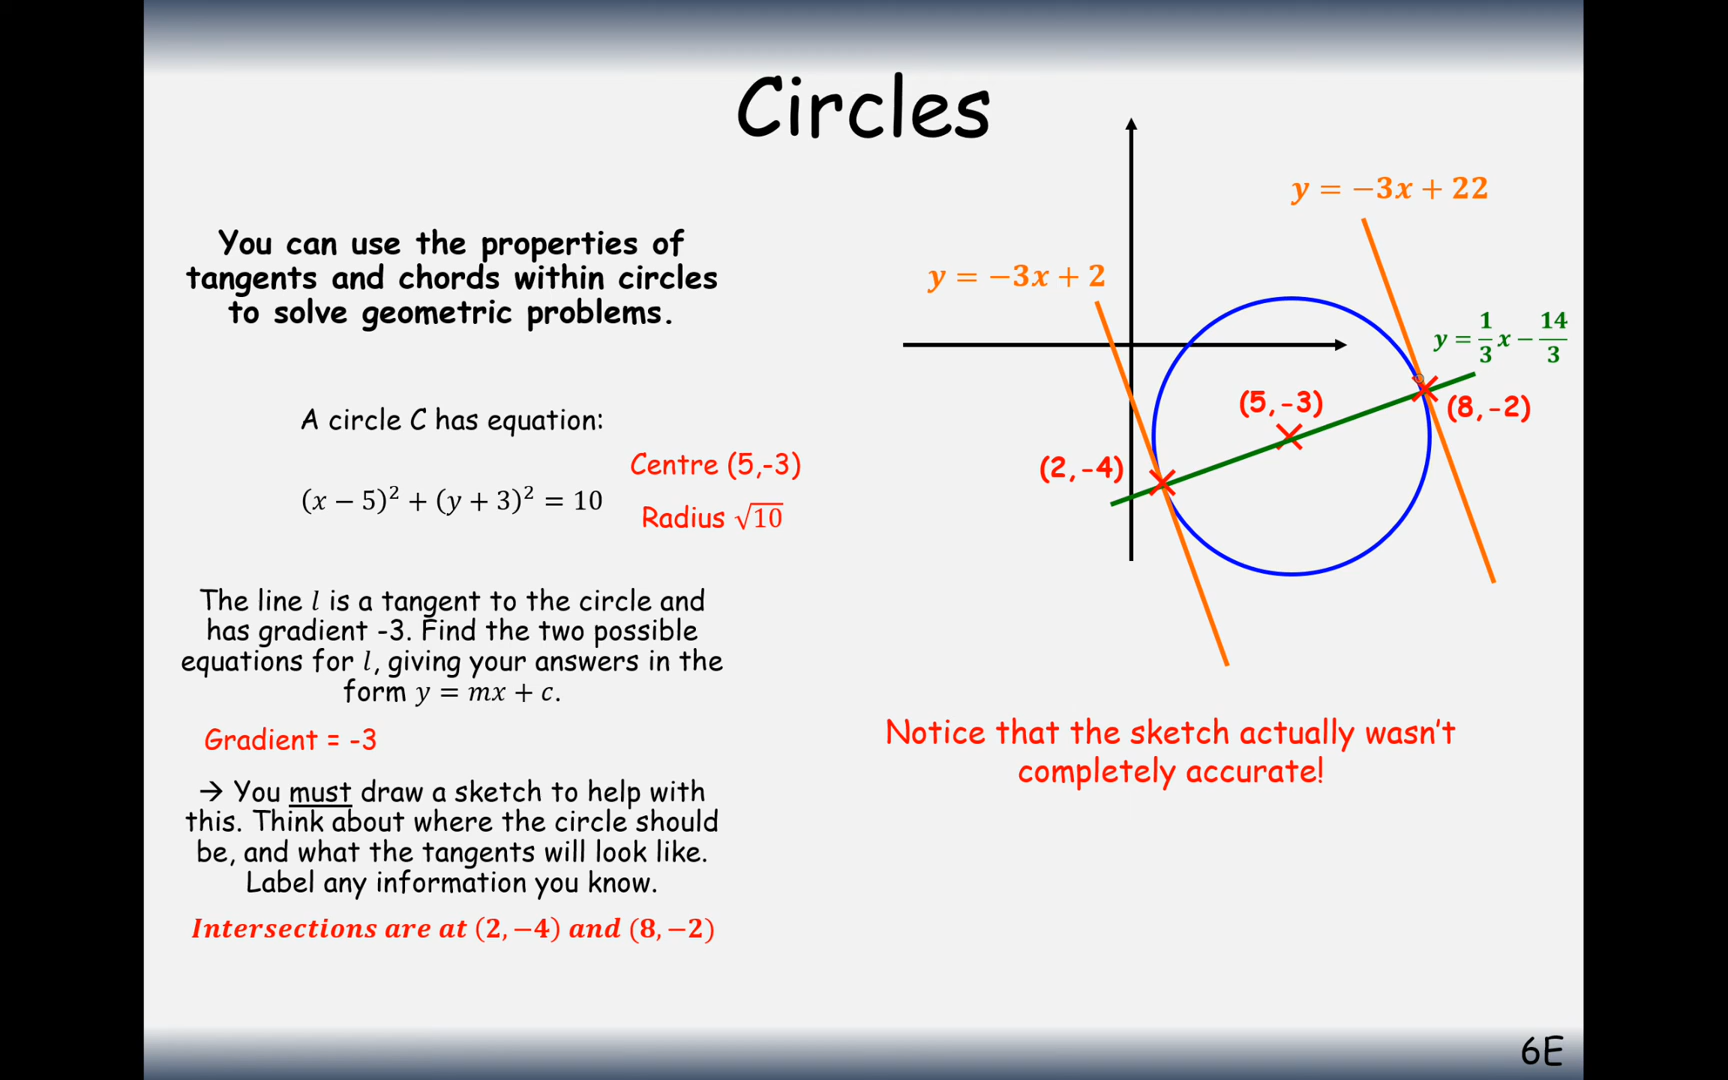 Circles
You can use the properties of
tangents and chords within circles
to solve geometric problems.
A circle C has equation:
(x − 5)² + (y + 3)² = 10
Centre (5,-3)
Radius √10
The line l is a tangent to the circle and
has gradient -3. Find the two possible
equations for l, giving your answers in the
form y = mx + c.
Gradient = -3
→ You must draw a sketch to help with
this. Think about where the circle should
be, and what the tangents will look like.
Label any information you know.
Intersections are at (2, −4) and (8, −2)
y = −3x + 22
y = −3x + 2
y = 1/3 x − 14/3
(5,-3)
(8,-2)
(2,-4)
Notice that the sketch actually wasn't
completely accurate!
6E